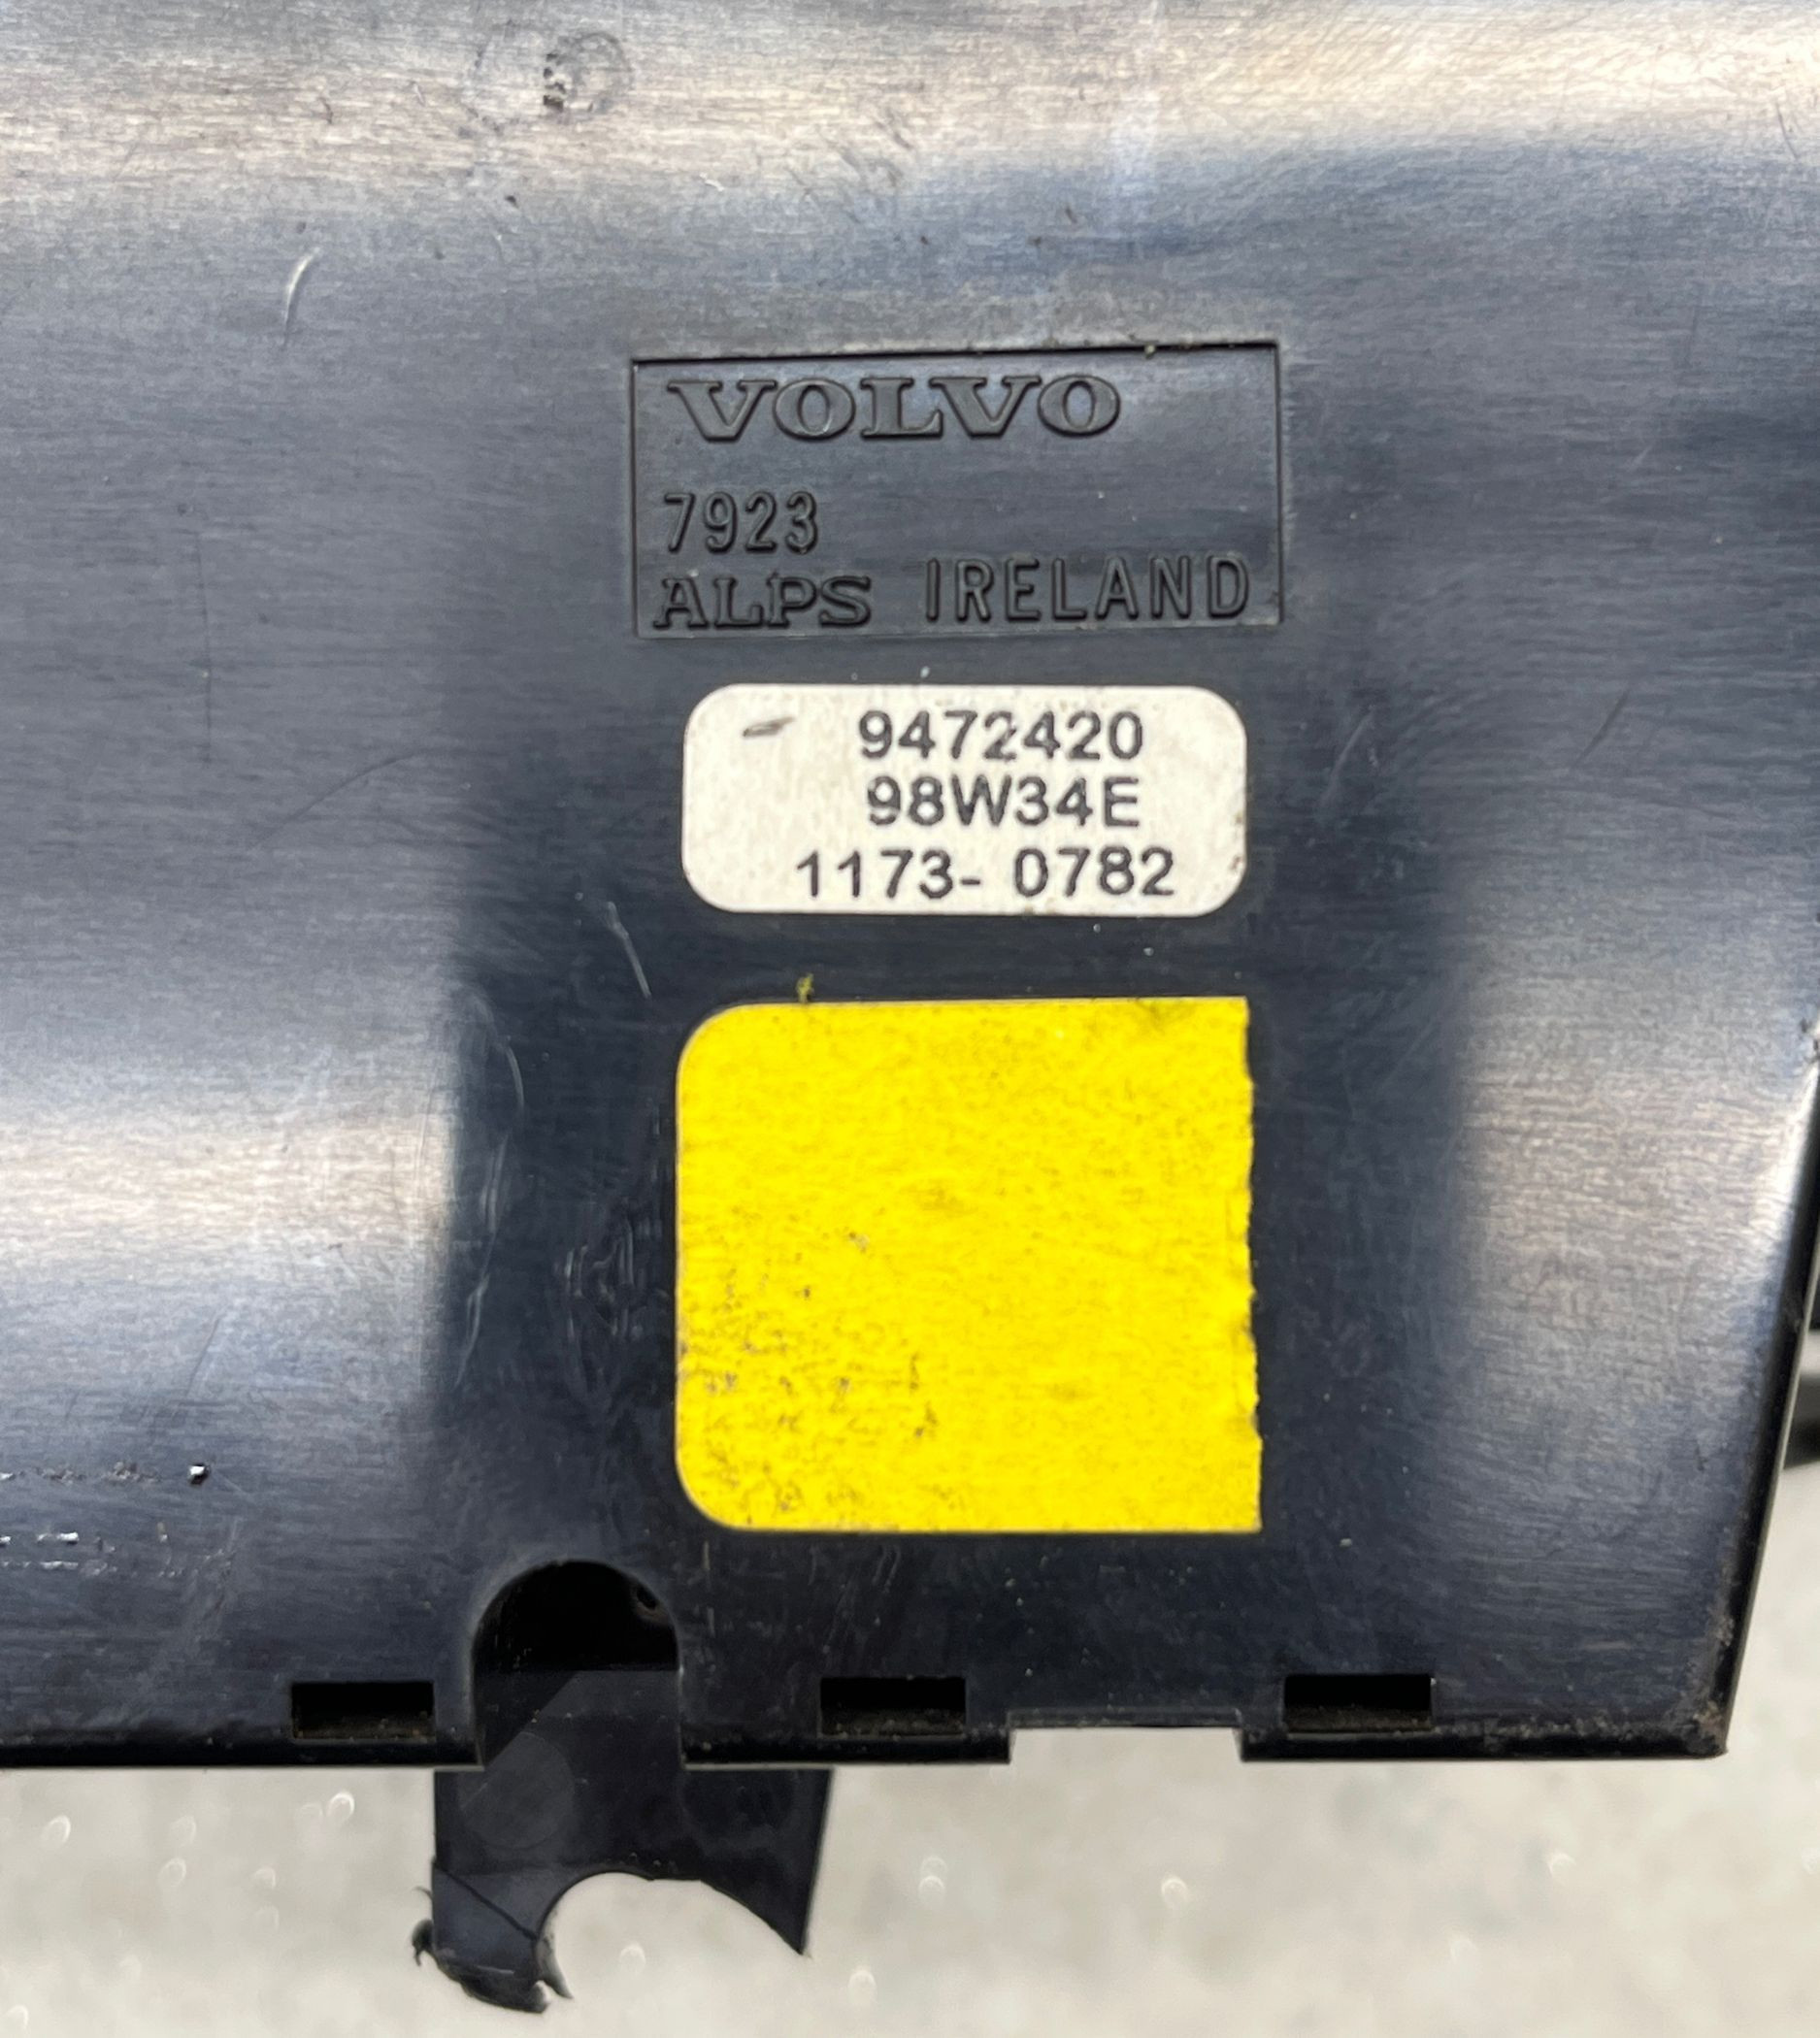 VOLVO
7923
ALPS IRELAND
9472420
98W34E
1173- 0782